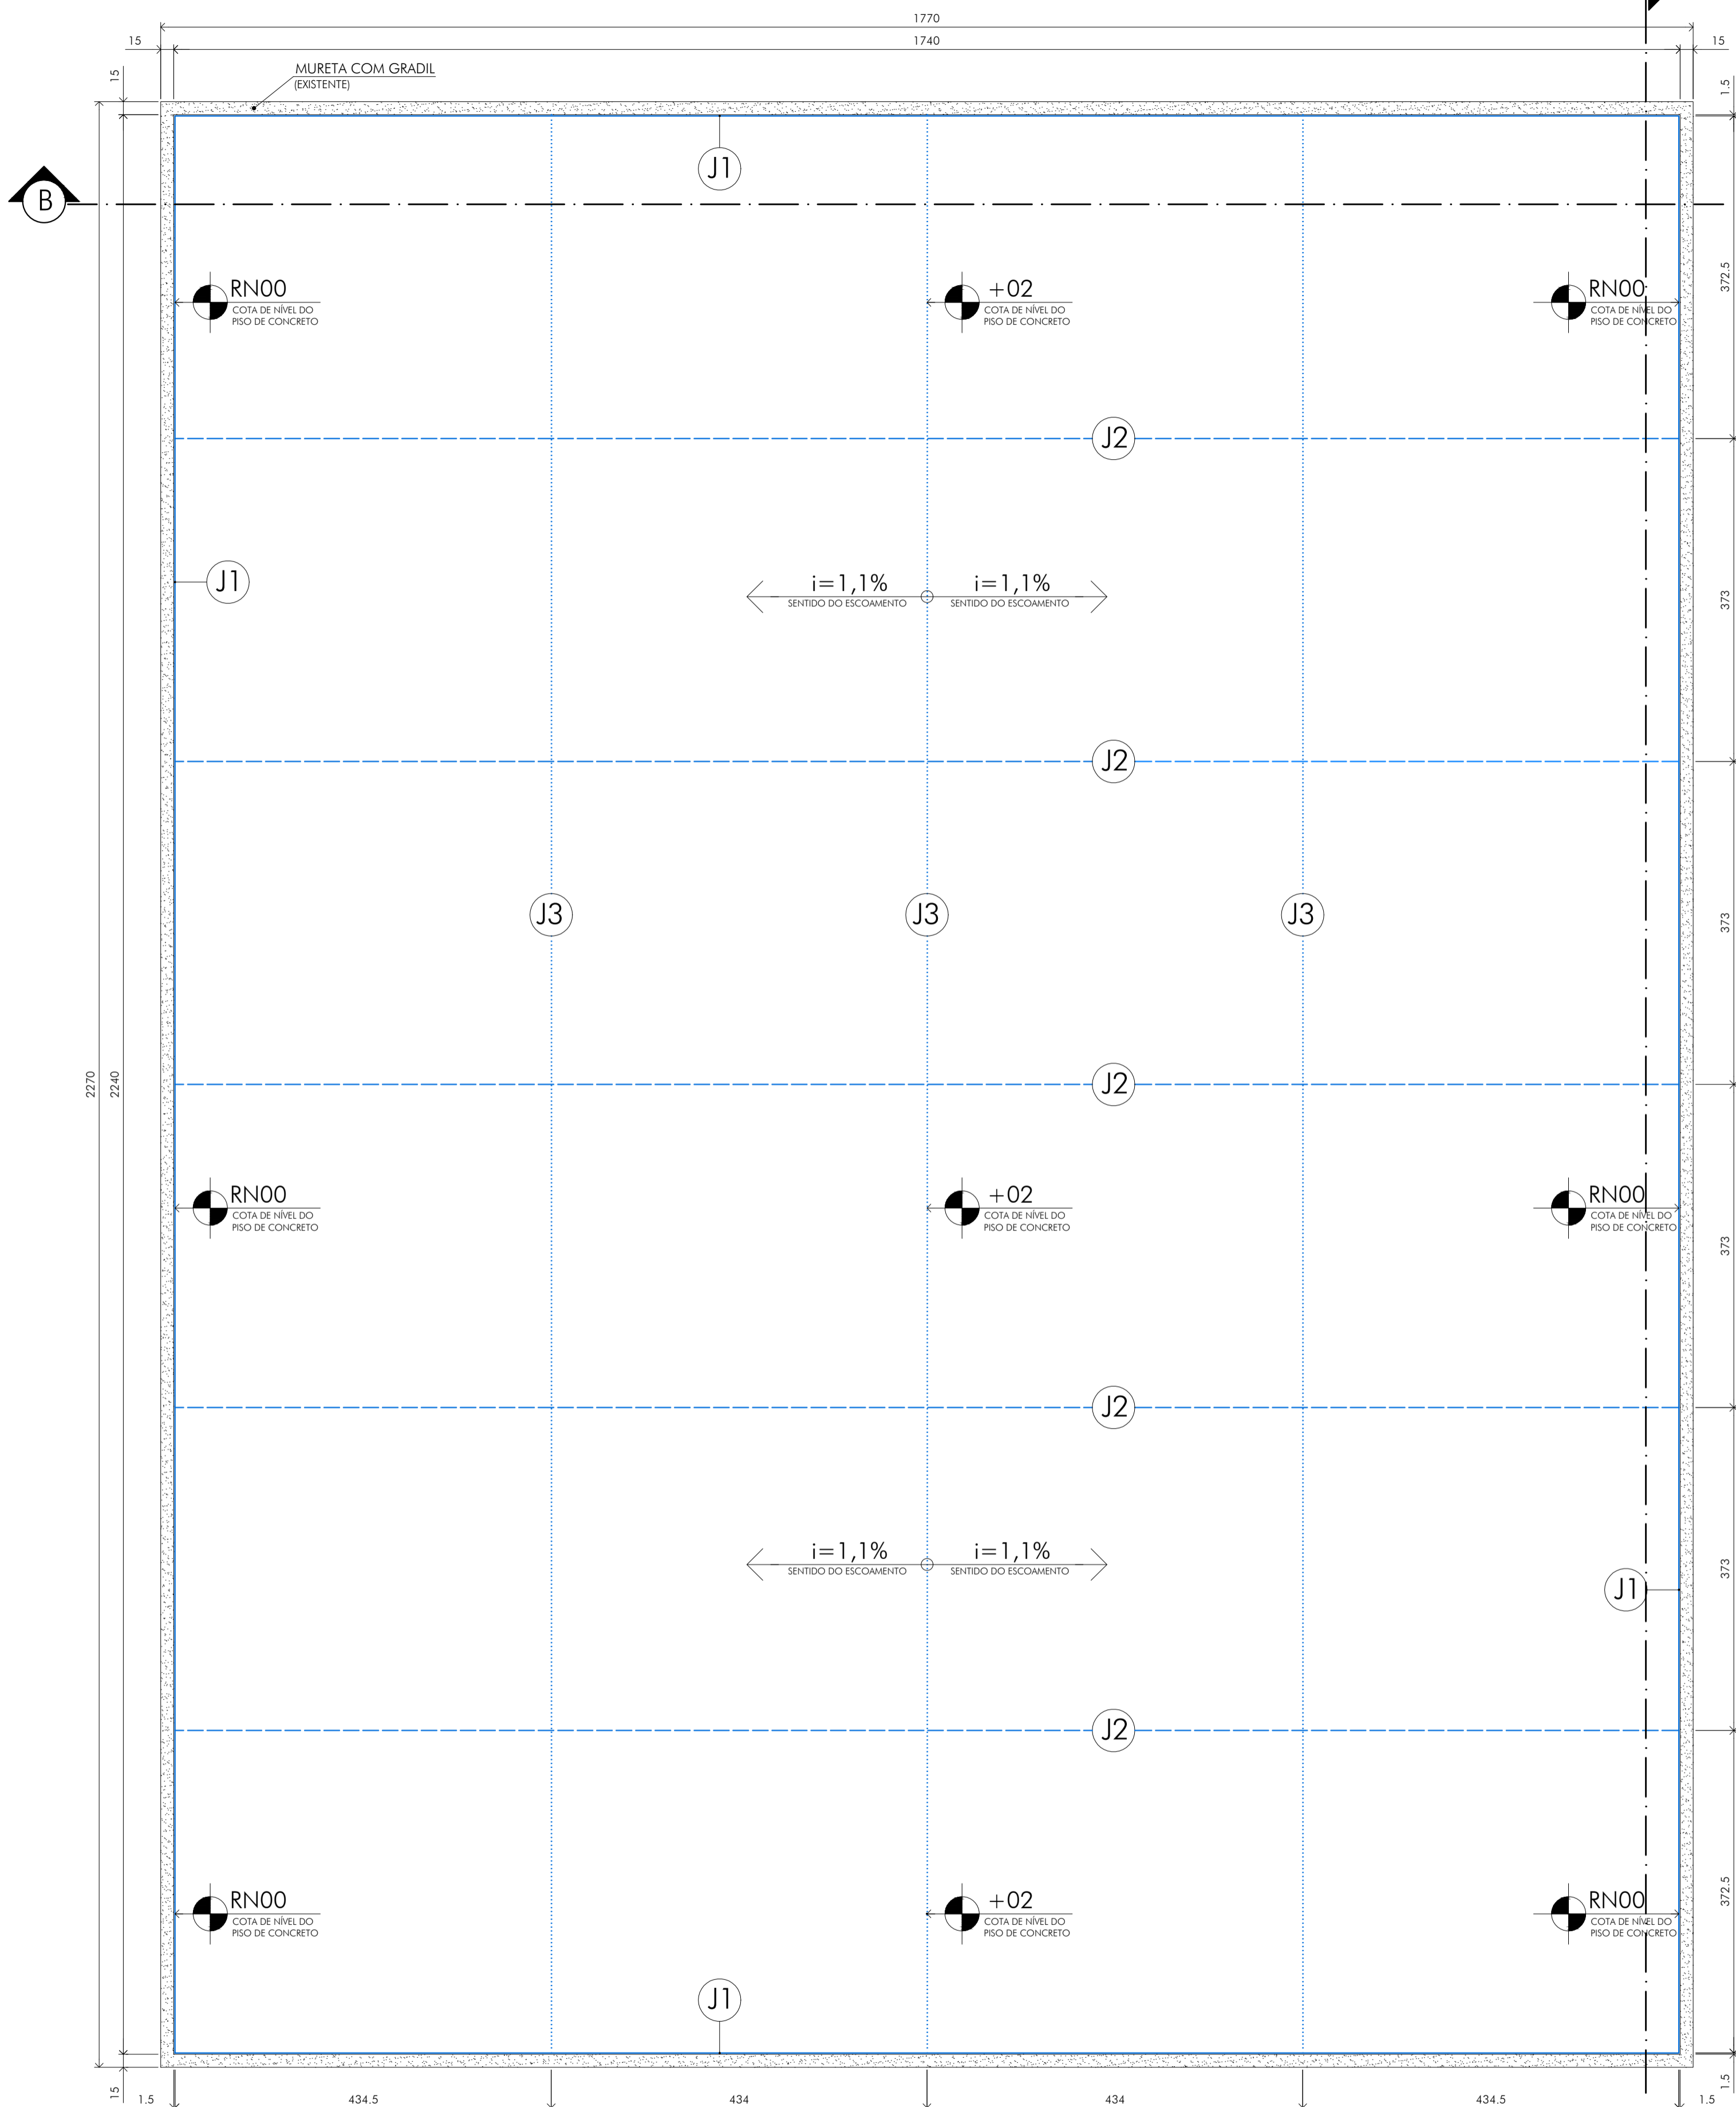 1770
15
1740
15
MURETA COM GRADIL
(EXISTENTE)
15
1.5
J1
B
372.5
RN00
COTA DE NÍVEL DO
PISO DE CONCRETO
+02
COTA DE NÍVEL DO
PISO DE CONCRETO
RN00
COTA DE NÍVEL DO
PISO DE CONCRETO
J2
J1
i=1,1%
SENTIDO DO ESCOAMENTO
i=1,1%
SENTIDO DO ESCOAMENTO
373
J2
J3
J3
J3
373
2270
2240
J2
RN00
COTA DE NÍVEL DO
PISO DE CONCRETO
+02
COTA DE NÍVEL DO
PISO DE CONCRETO
RN00
COTA DE NÍVEL DO
PISO DE CONCRETO
373
J2
i=1,1%
SENTIDO DO ESCOAMENTO
i=1,1%
SENTIDO DO ESCOAMENTO
373
J1
J2
372.5
RN00
COTA DE NÍVEL DO
PISO DE CONCRETO
+02
COTA DE NÍVEL DO
PISO DE CONCRETO
RN00
COTA DE NÍVEL DO
PISO DE CONCRETO
J1
15
1.5
1.5
434.5
434
434
434.5
1.5